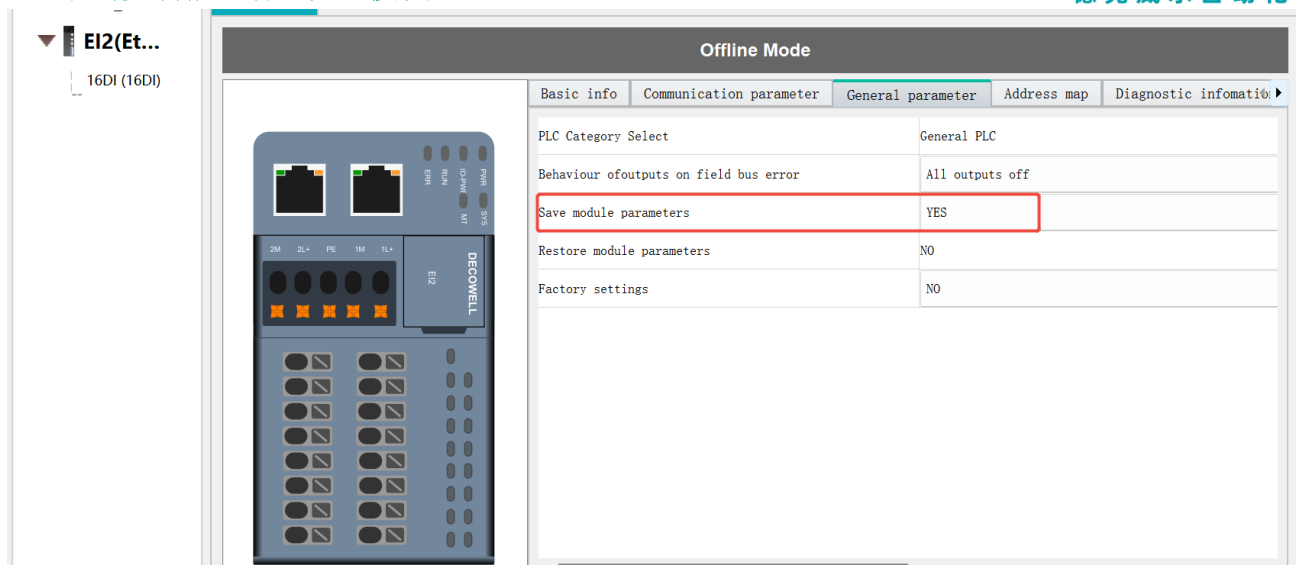 EI2(Et...
16DI (16DI)
Offline Mode
Basic info
Communication parameter
General parameter
Address map
Diagnostic infomatio
PLC Category Select
General PLC
Behaviour ofoutputs on field bus error
All outputs off
Save module parameters
YES
Restore module parameters
NO
Factory settings
NO
ERR
RUN
IO-PWR
PWR
MT
SYS
2M 2L+ PE 1M 1L+
EI2
DECOWELL